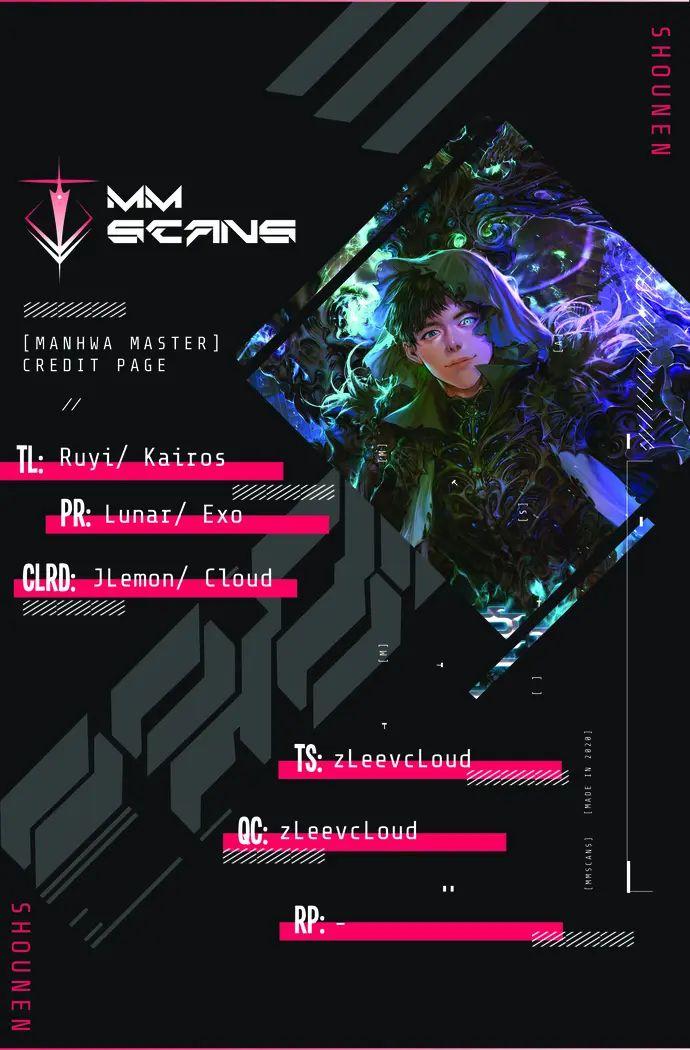 SHOUNEN
MM
SCANS
[MANHWA MASTER]
CREDIT PAGE
//
TL: Ruyi/ Kairos
PR: Lunar/ Exo
CLRD: JLemon/ Cloud
[M]
[S]
[M]
[ ]
TS: zLeevcLoud
QC: zLeevcLoud
RP: -
[MMSCANS] [MADE IN 2020]
SHOUNEN